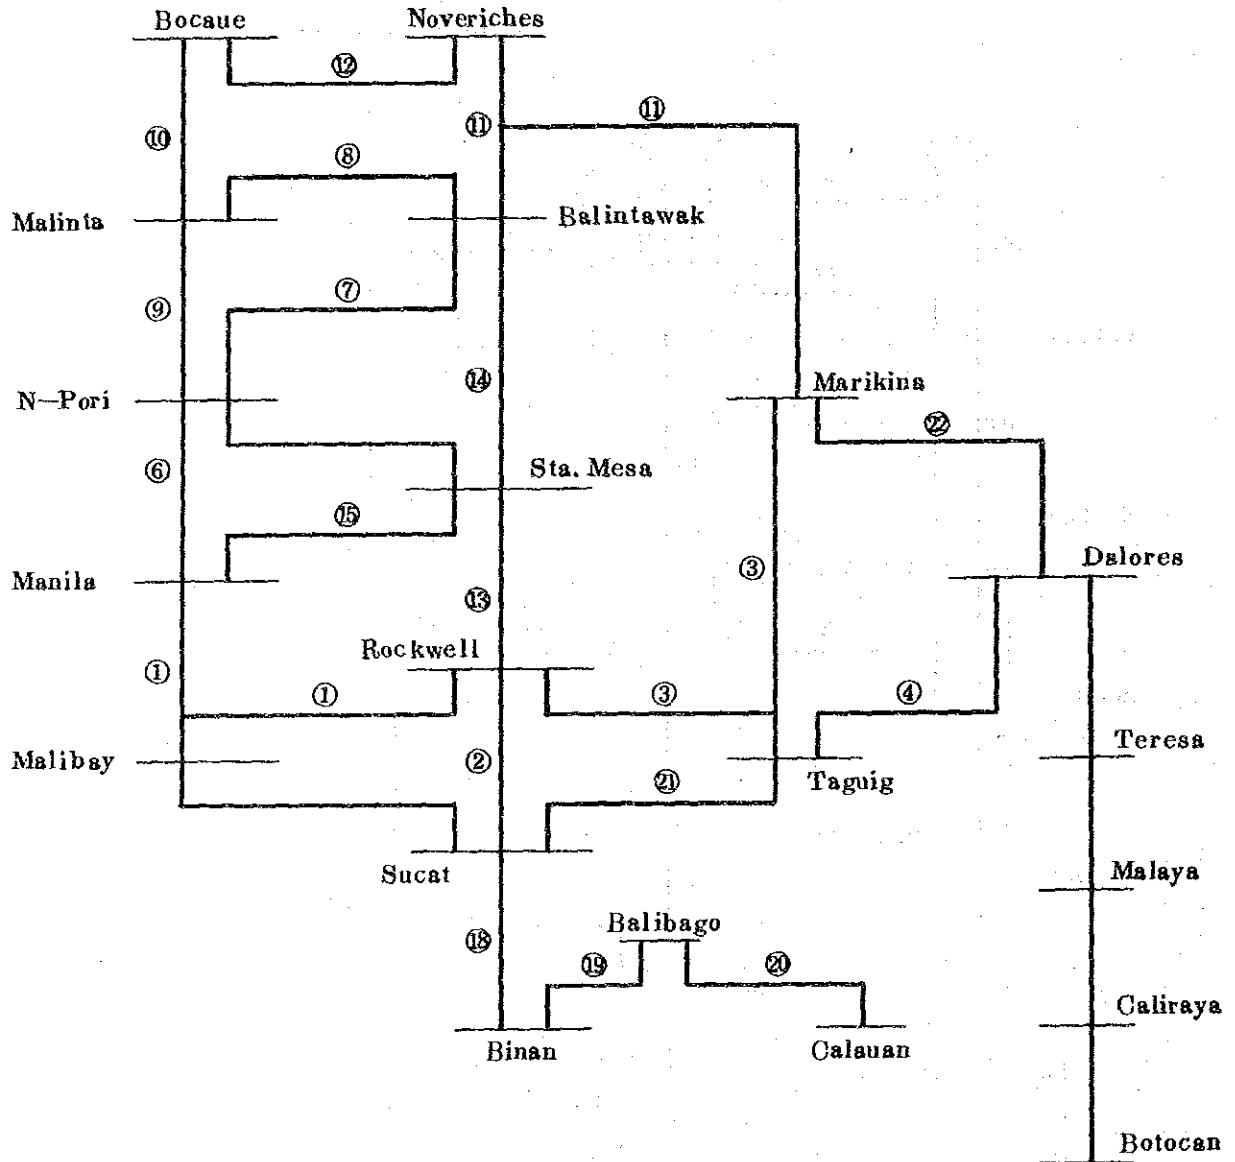 Bocaue
Noveriches
⑫
⑩
⑪
⑪
⑧
Malinta
Balintawak
⑨
⑦
⑭
Marikina
N-Pori
㉒
⑥
Sta. Mesa
⑮
Manila
⑬
③
Dalores
Rockwell
①
①
③
④
Malibay
②
㉑
Taguig
Teresa
Sucat
Malaya
⑱
Balibago
⑲
⑳
Caliraya
Binan
Calauan
Botocan